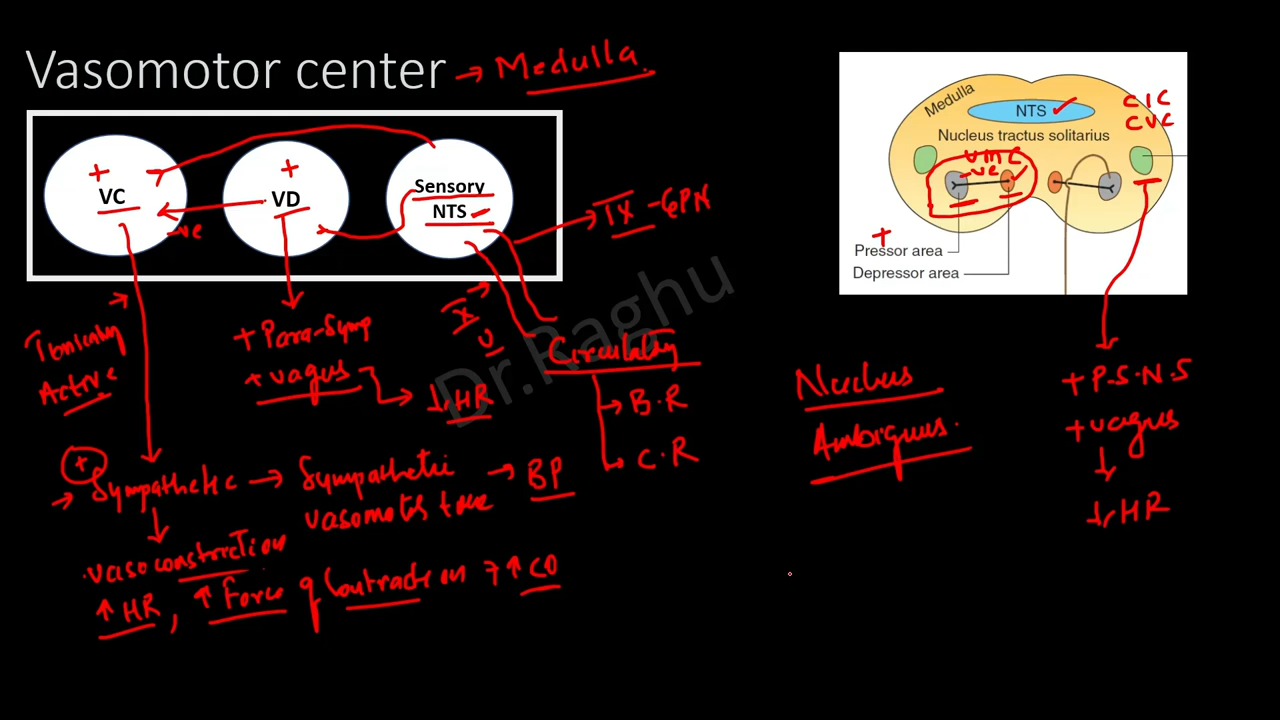 Vasomotor center → Medulla.
+
VC
+
VD
-ve
Sensory
NTS
IX - GPN
X
Tonically
Active
+ Para-Symp
+ vagus
↓ HR
Circulatory
B.R
C.R
+
→ Sympathetic → Sympathetic
vasomotor tone
→ BP
vasoconstriction
↑ HR, ↑ Force of Contraction → ↑ CO
Medulla
NTS
Nucleus tractus solitarius
CIC
CVC
VMC
-ve
+
Pressor area
Depressor area
Nucleus
Ambiguus.
+ P.S.N.S
+ vagus
↓
↓ HR
Dr.Raghu